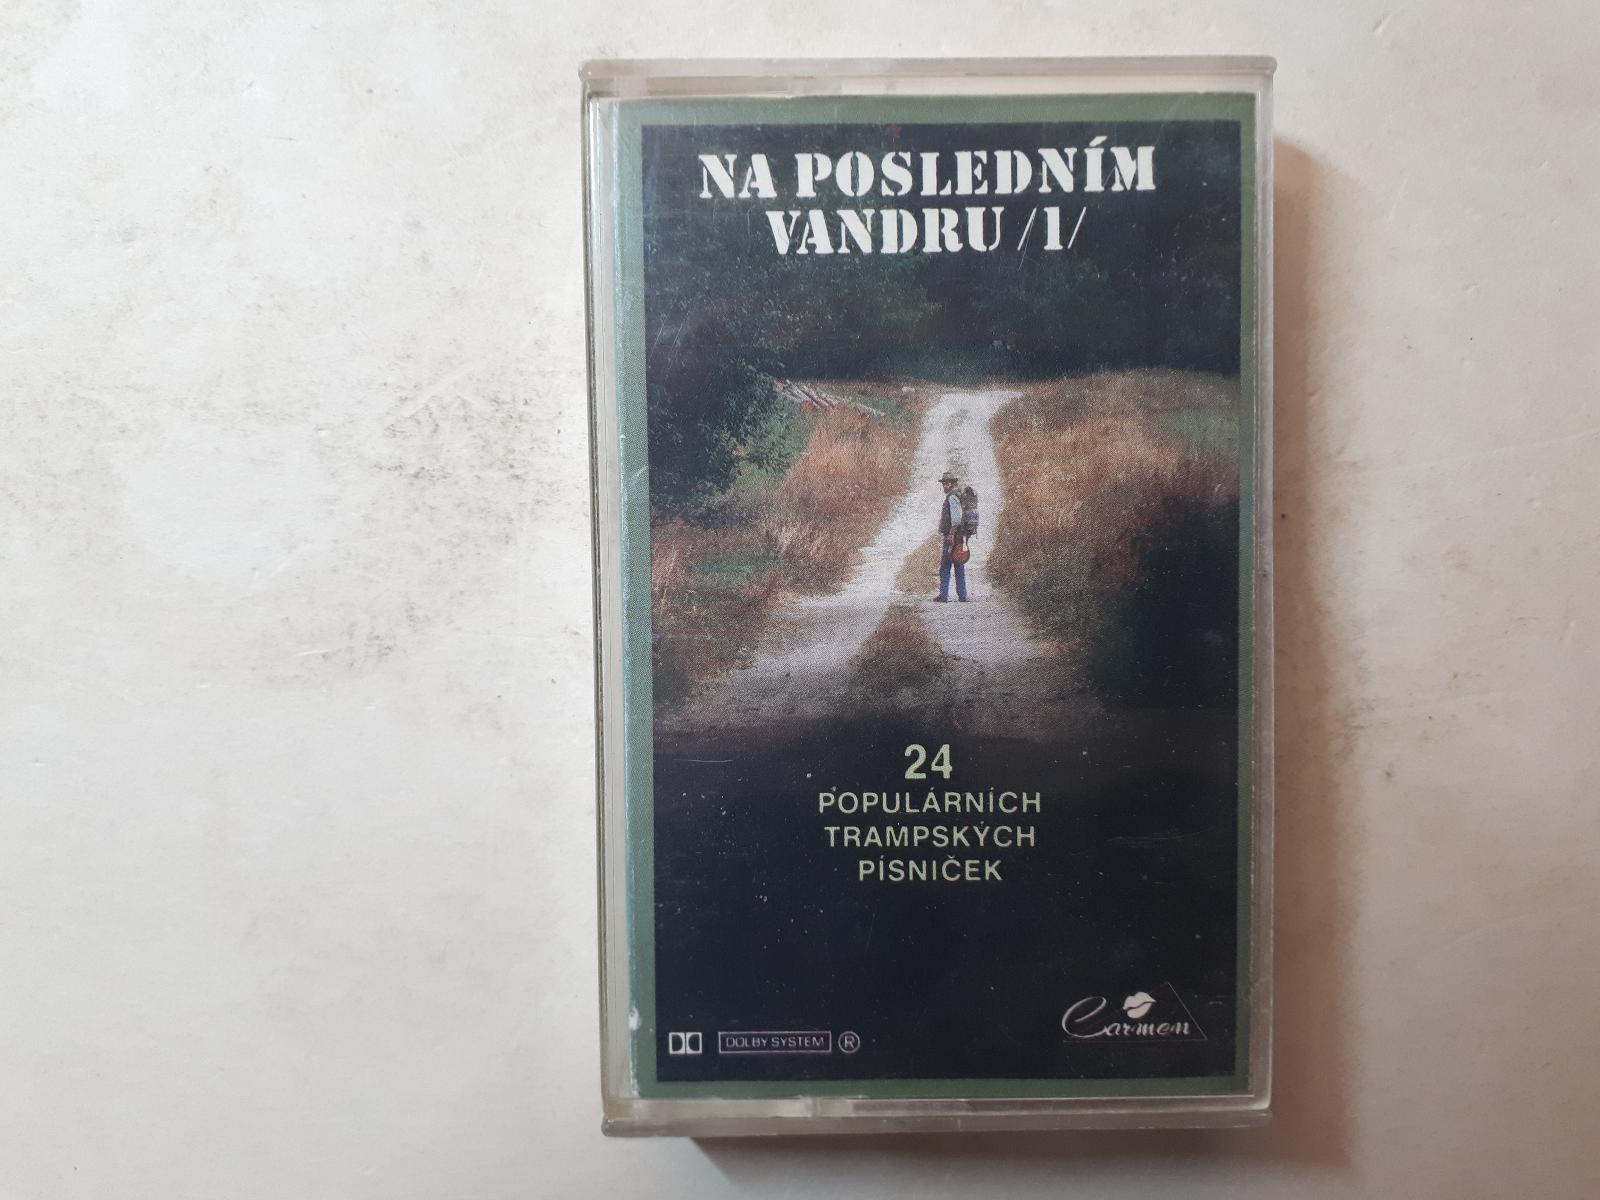 NA POSLEDNÍM
VANDRU /1/
24
POPULÁRNÍCH
TRAMPSKÝCH
PÍSNIČEK
Carmen
DOLBY SYSTEM ®